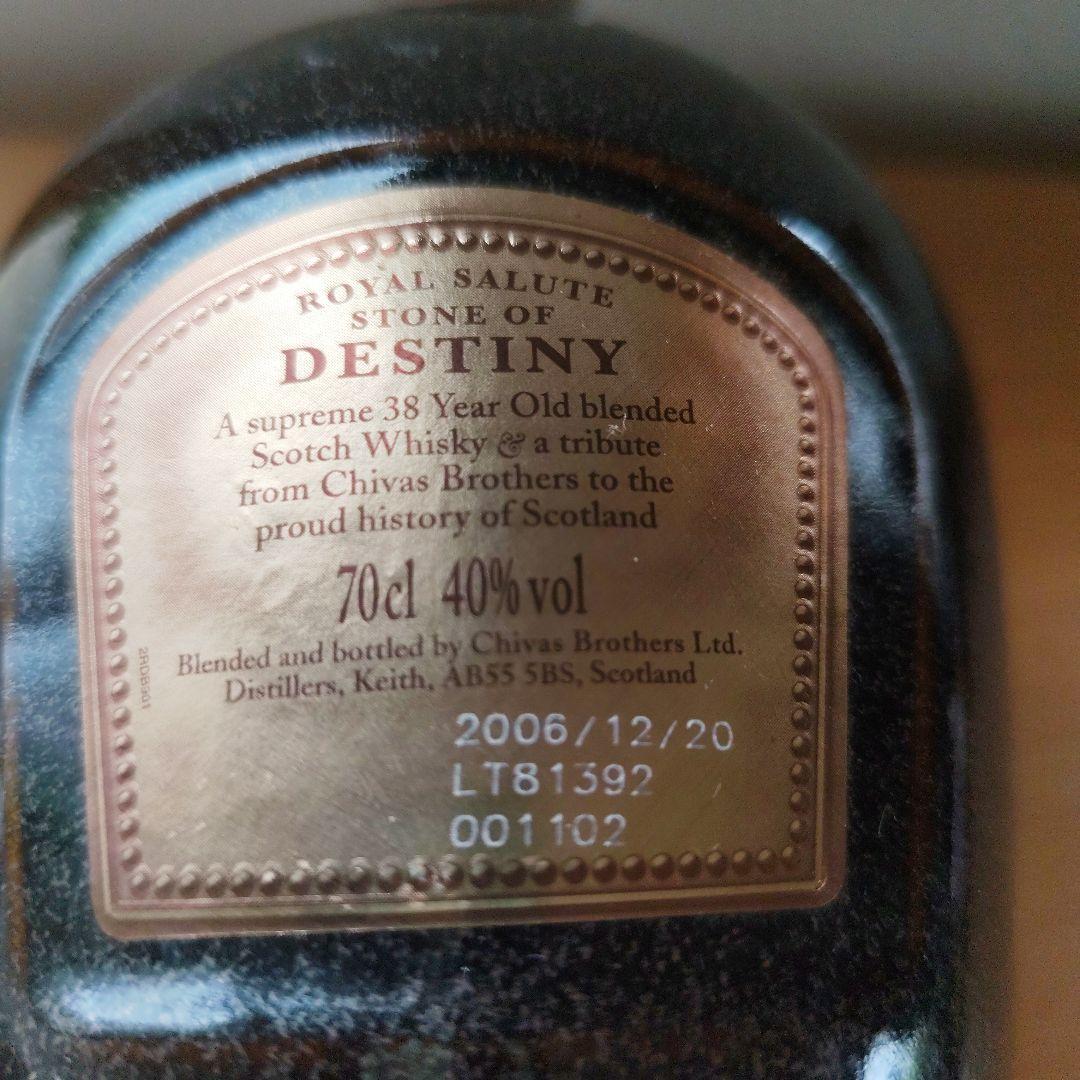 ROYAL SALUTE
STONE OF
DESTINY
A supreme 38 Year Old blended
Scotch Whisky & a tribute
from Chivas Brothers to the
proud history of Scotland
70cl 40% vol
Blended and bottled by Chivas Brothers Ltd.
Distillers, Keith, AB55 5BS, Scotland
2006/12/20
LT81392
001102